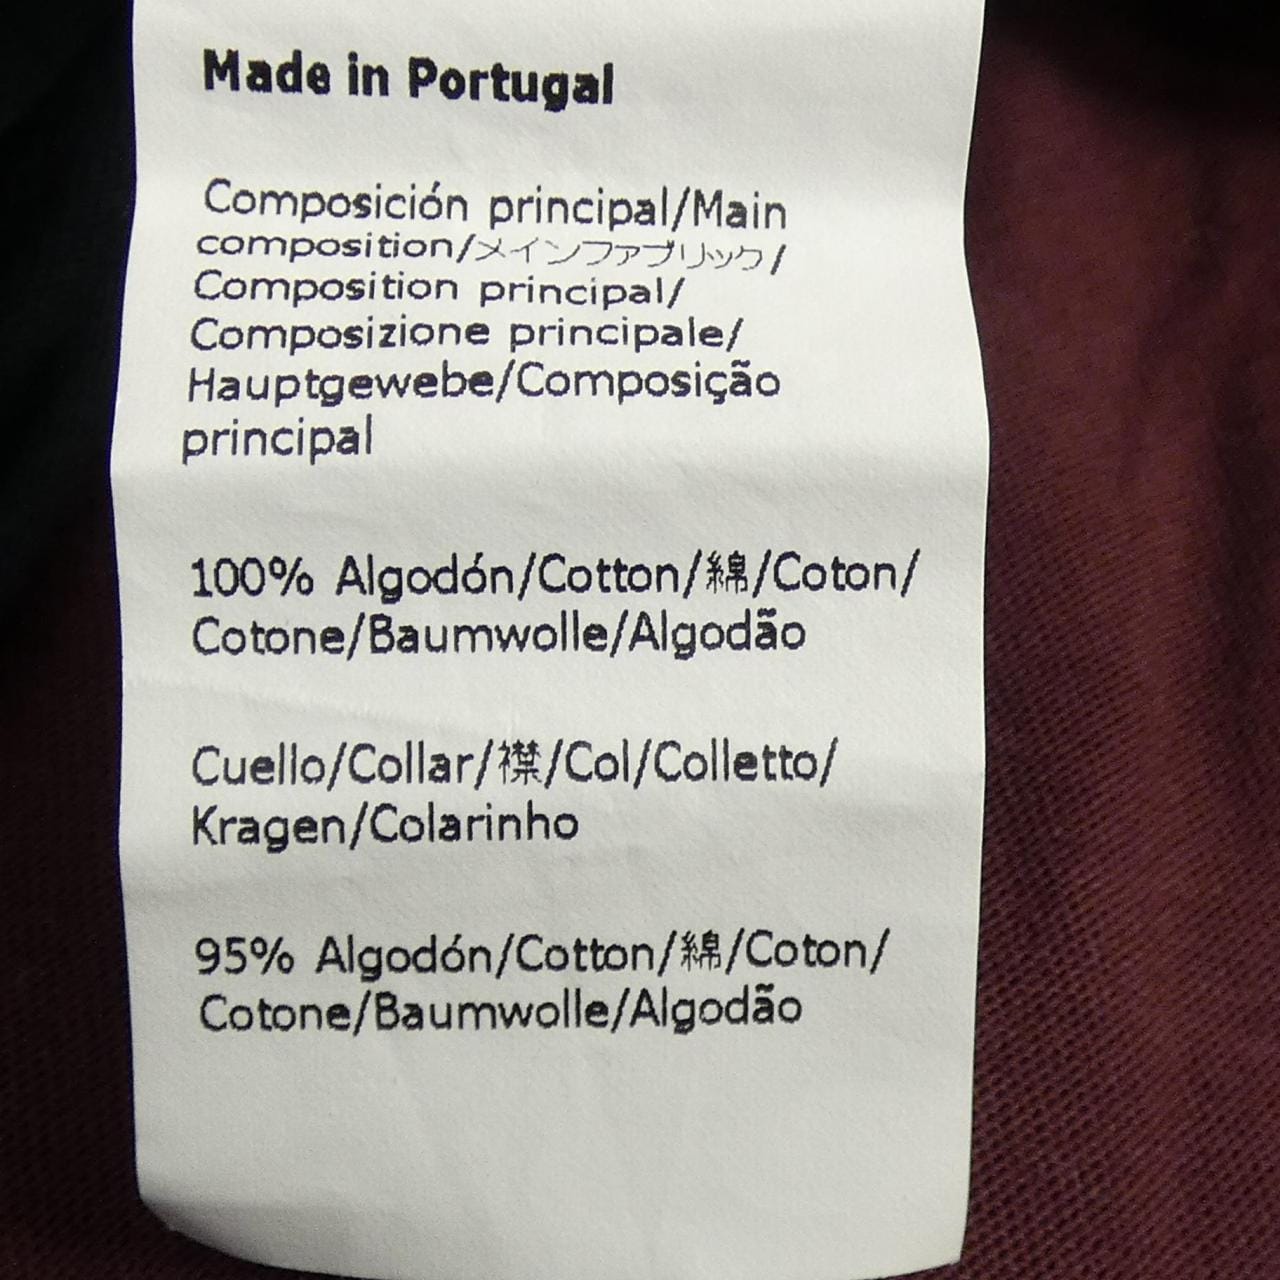 Made in Portugal
Composición principal/Main
composition/メインファブリック/
Composition principal/
Composizione principale/
Hauptgewebe/Composição
principal
100% Algodón/Cotton/綿/Coton/
Cotone/Baumwolle/Algodão
Cuello/Collar/襟/Col/Colletto/
Kragen/Colarinho
95% Algodón/Cotton/綿/Coton/
Cotone/Baumwolle/Algodão